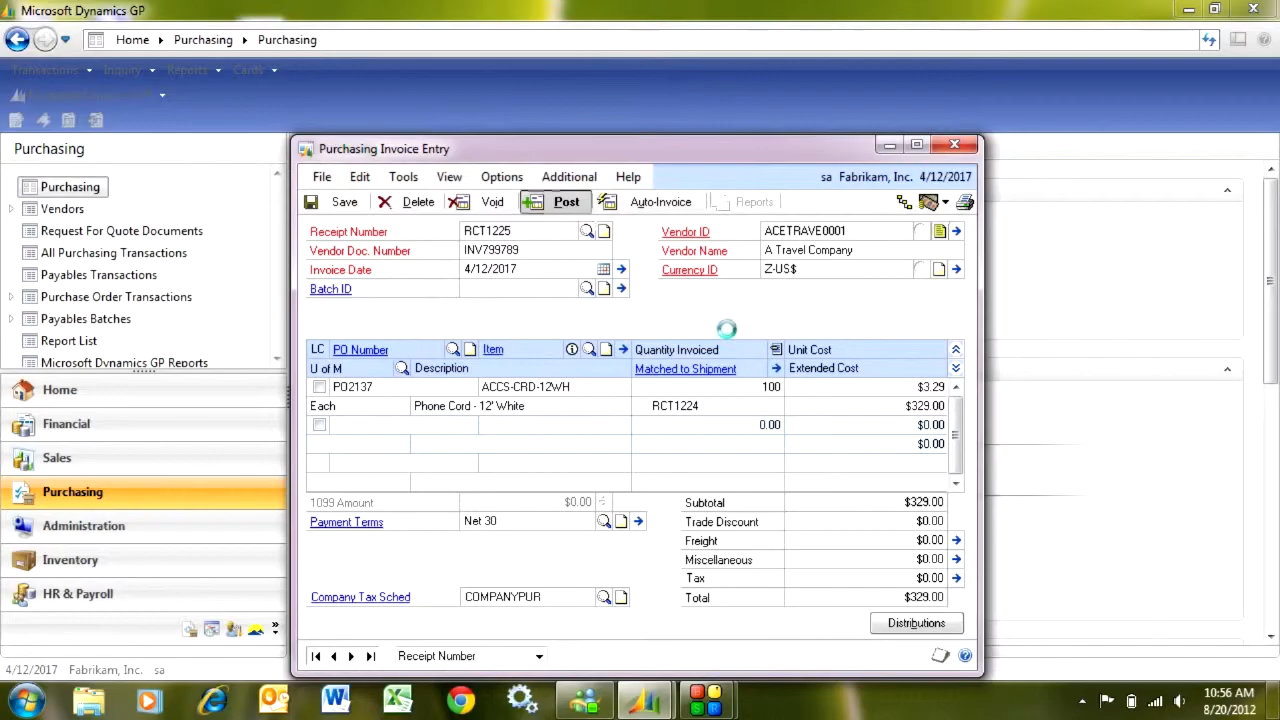 Microsoft Dynamics GP
Home Purchasing Purchasing
Transactions Inquiry Reports Cards
Purchasing
Purchasing
Vendors
Request For Quote Documents
All Purchasing Transactions
Payables Transactions
Purchase Order Transactions
Payables Batches
Report List
Microsoft Dynamics GP Reports
Home
Financial
Sales
Purchasing
Administration
Inventory
HR & Payroll
4/12/2017 Fabrikam, Inc. sa
Purchasing Invoice Entry
File Edit Tools View Options Additional Help sa Fabrikam, Inc. 4/12/2017
Save Delete Void Post Auto-Invoice Reports
Receipt Number RCT1225 Vendor ID ACETRAVE0001
Vendor Doc. Number INV799789 Vendor Name A Travel Company
Invoice Date 4/12/2017 Currency ID Z-US$
Batch ID
LC PO Number Item Quantity Invoiced Unit Cost
U of M Description Matched to Shipment Extended Cost
PO2137 ACCS-CRD-12WH 100 $3.29
Each Phone Cord - 12' White RCT1224 $329.00
0.00 $0.00
$0.00
1099 Amount $0.00 Subtotal $329.00
Payment Terms Net 30 Trade Discount $0.00
Freight $0.00
Miscellaneous $0.00
Tax $0.00
Company Tax Sched COMPANYPUR Total $329.00
Distributions
Receipt Number
10:56 AM
8/20/2012